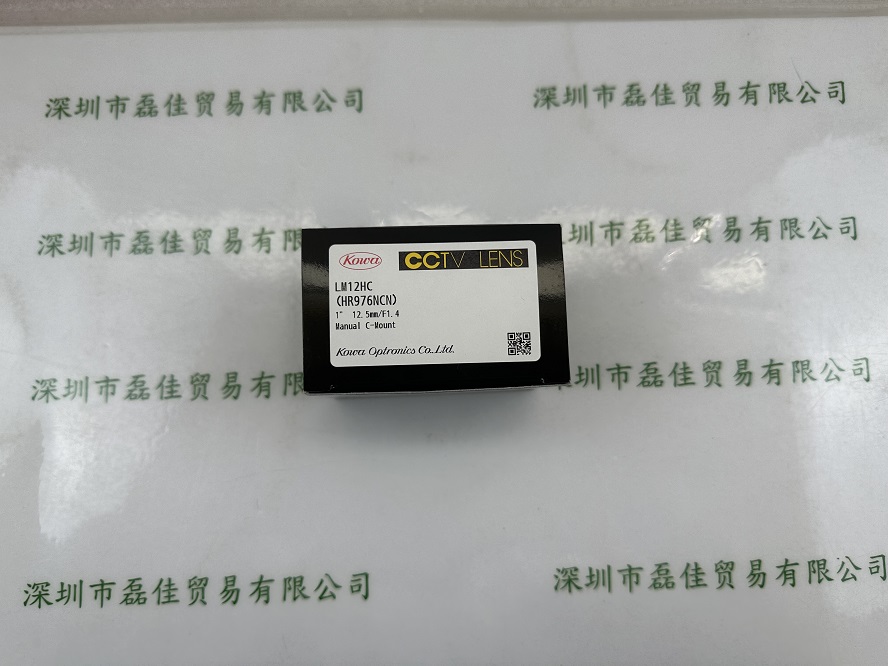 深圳市磊佳贸易有限公司
深圳市磊佳贸易有限公司
深圳市磊佳贸易有
圳市磊佳贸易有限公司
Kowa
CCTV LENS
LM12HC
(HR976NCN)
1" 12.5mm/F1.4
Manual C-Mount
Kowa Optronics Co.,Ltd.
深圳市磊佳贸易有
圳市磊佳贸易有限公司
深圳市磊佳贸易有限公司
深圳市磊佳贸易有限公司